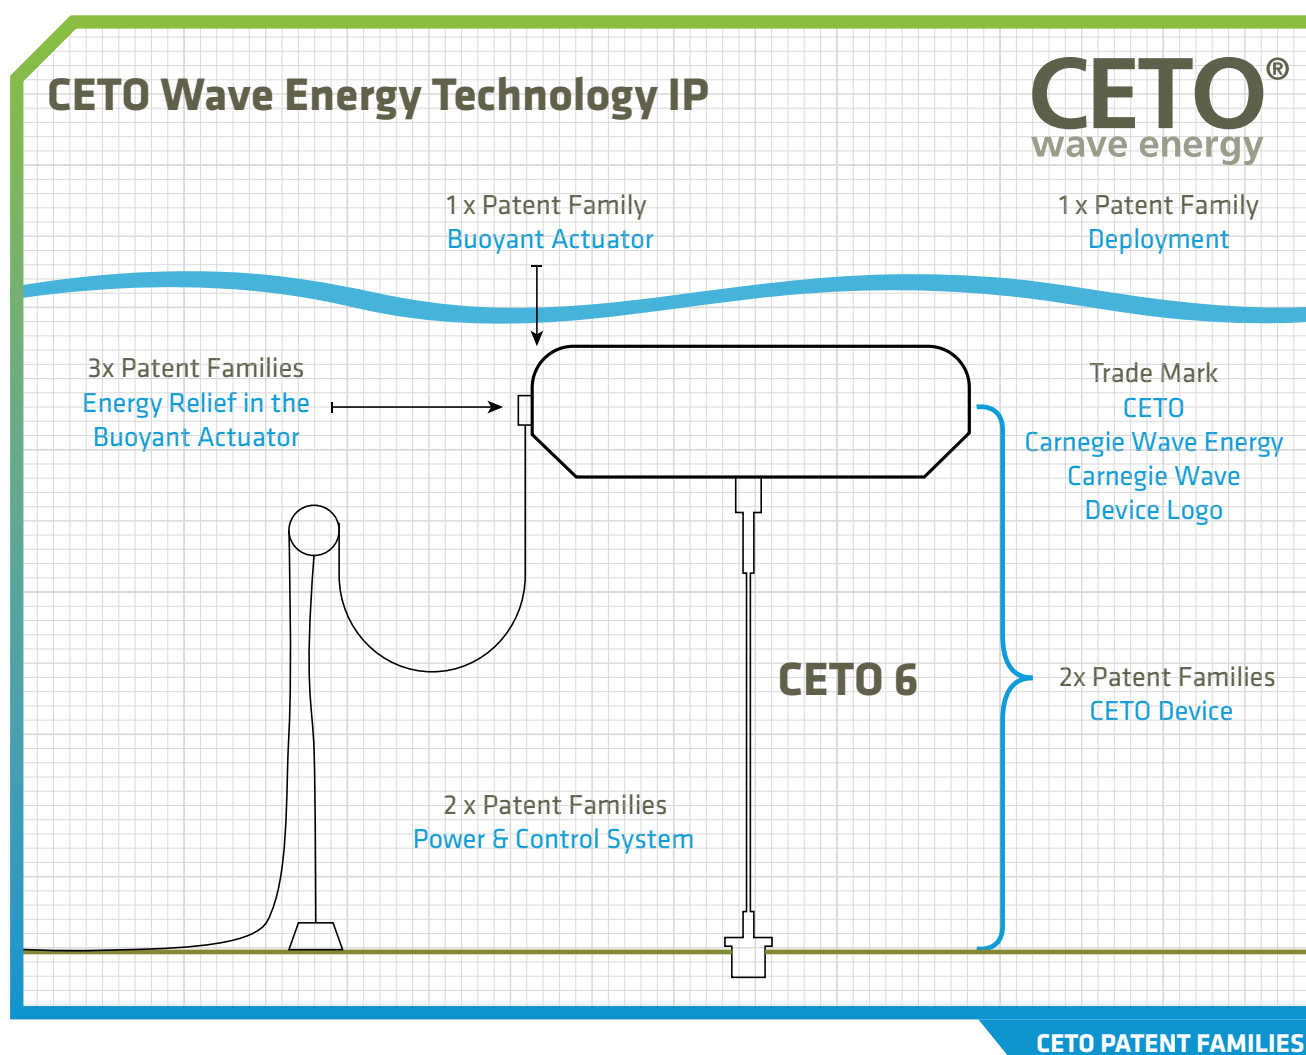 CETO Wave Energy Technology IP
CETO®
wave energy
1 x Patent Family
Buoyant Actuator
1 x Patent Family
Deployment
3x Patent Families
Energy Relief in the
Buoyant Actuator
Trade Mark
CETO
Carnegie Wave Energy
Carnegie Wave
Device Logo
CETO 6
2x Patent Families
CETO Device
2 x Patent Families
Power & Control System
CETO PATENT FAMILIES